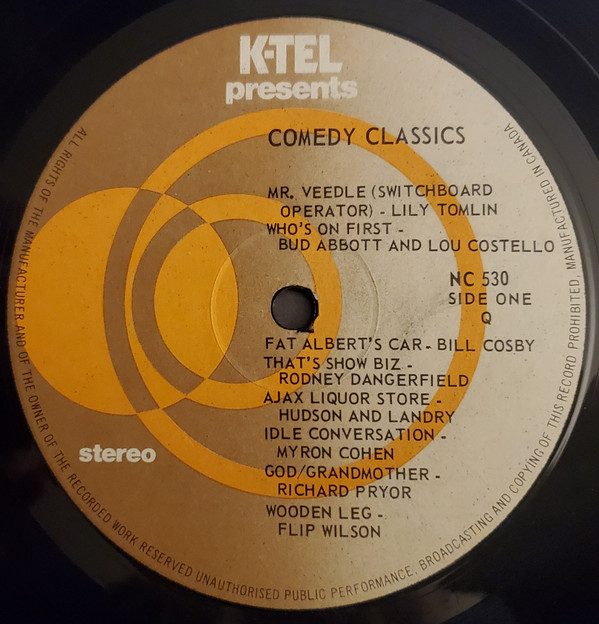 K-TEL
presents
COMEDY CLASSICS
MR. VEEDLE (SWITCHBOARD
OPERATOR) - LILY TOMLIN
WHO'S ON FIRST -
BUD ABBOTT AND LOU COSTELLO
NC 530
SIDE ONE
Q
FAT ALBERT'S CAR - BILL COSBY
THAT'S SHOW BIZ -
RODNEY DANGERFIELD
AJAX LIQUOR STORE -
HUDSON AND LANDRY
IDLE CONVERSATION -
MYRON COHEN
GOD/GRANDMOTHER -
RICHARD PRYOR
WOODEN LEG -
FLIP WILSON
stereo
ALL RIGHTS OF THE MANUFACTURER AND OF THE OWNER OF THE RECORDED WORK RESERVED UNAUTHORISED PUBLIC PERFORMANCE, BROADCASTING AND COPYING OF THIS RECORD PROHIBITED, MANUFACTURED IN CANADA